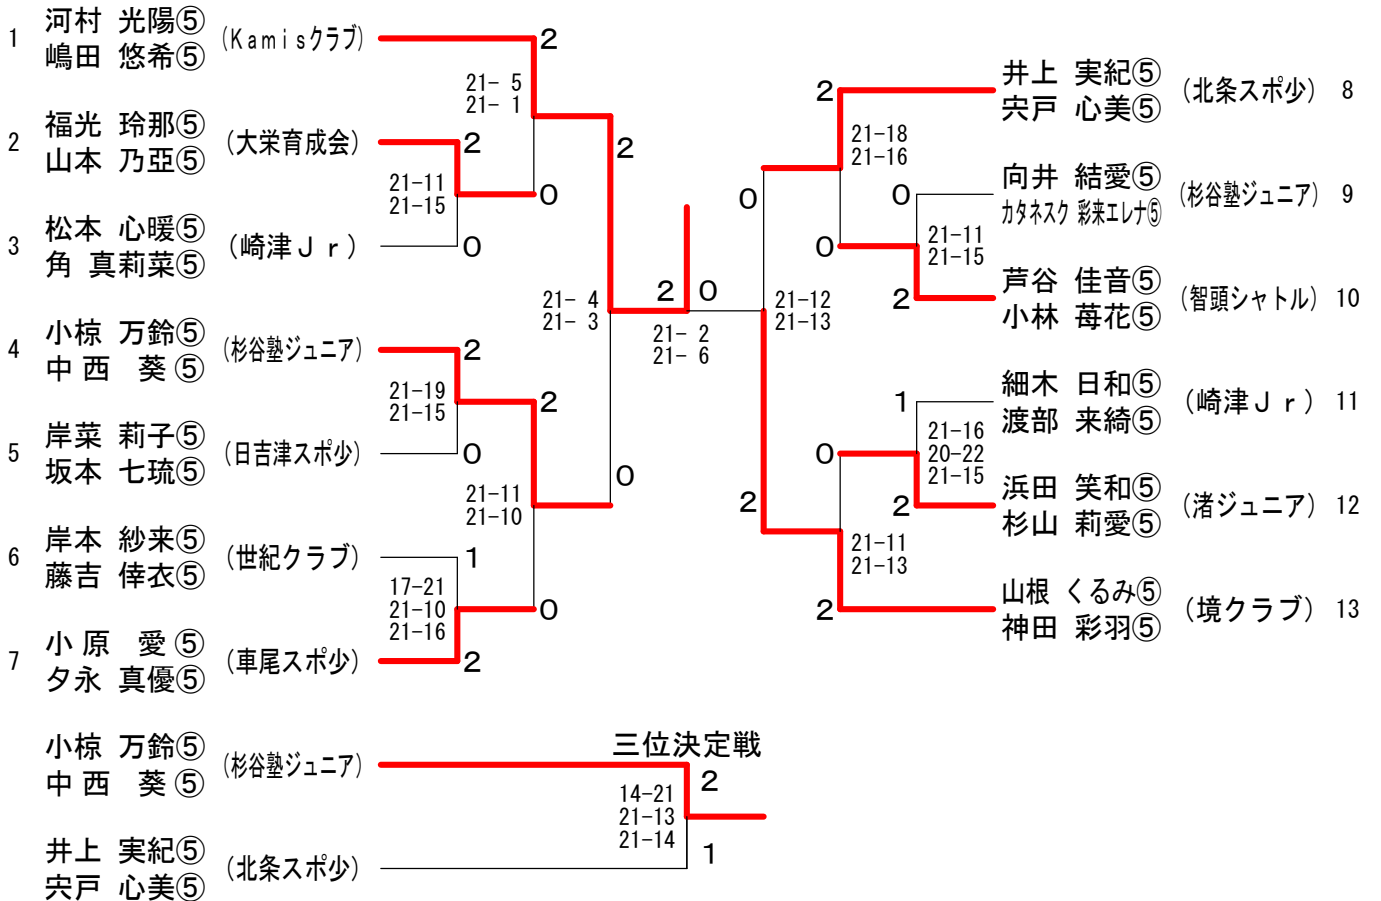 1 河村 光陽⑤ (Kamisクラブ)
嶋田 悠希⑤
2
21- 5
21- 1
2 福光 玲那⑤ (大栄育成会)
山本 乃亞⑤
2
21-11
21-15
0
3 松本 心暖⑤ (崎津Jr)
角 真莉菜⑤
0
2
4 小椋 万鈴⑤ (杉谷塾ジュニア)
中西 葵⑤
2
21-19
21-15
2
5 岸菜 莉子⑤ (日吉津スポ少)
坂本 七琉⑤
0
21-11
21-10
0
6 岸本 紗来⑤ (世紀クラブ)
藤吉 倖衣⑤
1
17-21
21-10
21-16
0
7 小原 愛⑤ (車尾スポ少)
夕永 真優⑤
2
21- 4
21- 3
2 0
21- 2
21- 6
井上 実紀⑤ (北条スポ少) 8
宍戸 心美⑤
2
21-18
21-16
0
向井 結愛⑤ (杉谷塾ジュニア) 9
カタネスク 彩来エレナ⑤
0
21-11
21-15
0
芦谷 佳音⑤ (智頭シャトル) 10
小林 苺花⑤
2
21-12
21-13
細木 日和⑤ (崎津Jr) 11
渡部 来綺⑤
1
21-16
20-22
21-15
0
浜田 笑和⑤ (渚ジュニア) 12
杉山 莉愛⑤
2
2
21-11
21-13
山根 くるみ⑤ (境クラブ) 13
神田 彩羽⑤
2
三位決定戦
小椋 万鈴⑤ (杉谷塾ジュニア)
中西 葵⑤
2
14-21
21-13
21-14
1
井上 実紀⑤ (北条スポ少)
宍戸 心美⑤